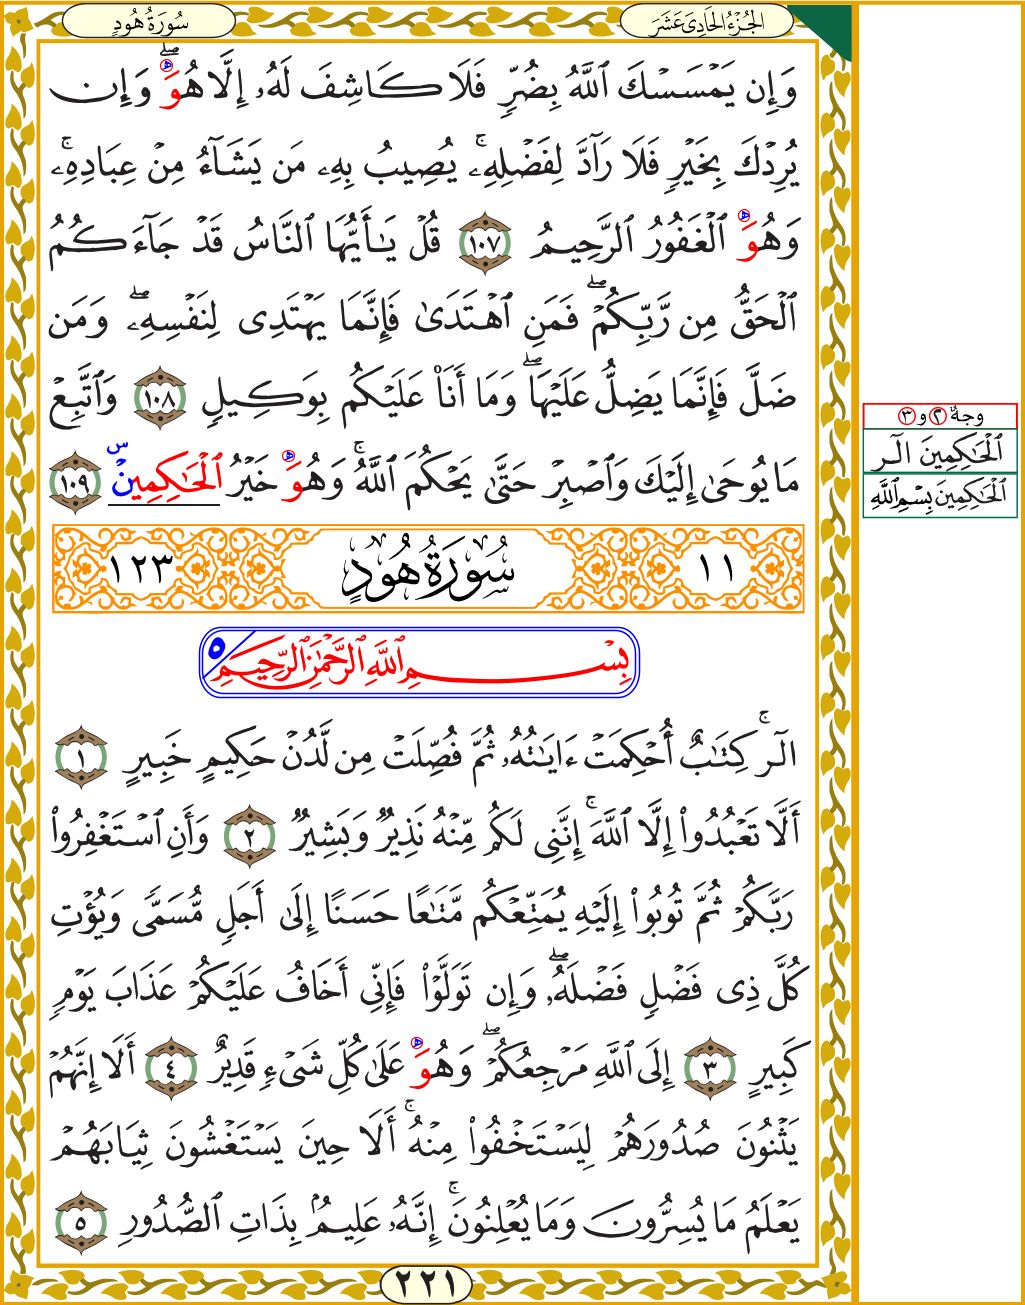 الجُزْءُ الحَادِىَ عَشَرَ
سُورَةُ هُودٍ
وَإِن يَمْسَسْكَ ٱللَّهُ بِضُرٍّۢ فَلَا كَاشِفَ لَهُۥٓ إِلَّا هُوَ ۖ وَإِن
يُرِدْكَ بِخَيْرٍۢ فَلَا رَآدَّ لِفَضْلِهِۦ ۚ يُصِيبُ بِهِۦ مَن يَشَآءُ مِنْ عِبَادِهِۦ ۚ
وَهُوَ ٱلْغَفُورُ ٱلرَّحِيمُ ١٠٧ قُلْ يَـٰٓأَيُّهَا ٱلنَّاسُ قَدْ جَآءَكُمُ
ٱلْحَقُّ مِن رَّبِّكُمْ ۖ فَمَنِ ٱهْتَدَىٰ فَإِنَّمَا يَهْتَدِى لِنَفْسِهِۦ ۖ وَمَن
ضَلَّ فَإِنَّمَا يَضِلُّ عَلَيْهَا ۖ وَمَآ أَنَا۠ عَلَيْكُم بِوَكِيلٍۢ ١٠٨ وَٱتَّبِعْ
مَا يُوحَىٰٓ إِلَيْكَ وَٱصْبِرْ حَتَّىٰ يَحْكُمَ ٱللَّهُ ۚ وَهُوَ خَيْرُ ٱلْحَـٰكِمِينَ س ١٠٩
وجهٌ ٢ و ٣
ٱلْحَـٰكِمِينَ الٓر
ٱلْحَـٰكِمِينَ بِسْمِ ٱللَّهِ
١١ سُورَةُ هُودٍ ١٢٣
بِسْمِ ٱللَّهِ ٱلرَّحْمَـٰنِ ٱلرَّحِيمِ ٥
الٓر ۚ كِتَـٰبٌ أُحْكِمَتْ ءَايَـٰتُهُۥ ثُمَّ فُصِّلَتْ مِن لَّدُنْ حَكِيمٍ خَبِيرٍ ١
أَلَّا تَعْبُدُوٓا۟ إِلَّا ٱللَّهَ ۚ إِنَّنِى لَكُم مِّنْهُ نَذِيرٌۭ وَبَشِيرٌۭ ٢ وَأَنِ ٱسْتَغْفِرُوا۟
رَبَّكُمْ ثُمَّ تُوبُوٓا۟ إِلَيْهِ يُمَتِّعْكُم مَّتَـٰعًا حَسَنًا إِلَىٰٓ أَجَلٍۢ مُّسَمًّۭى وَيُؤْتِ
كُلَّ ذِى فَضْلٍۢ فَضْلَهُۥ ۖ وَإِن تَوَلَّوْا۟ فَإِنِّىٓ أَخَافُ عَلَيْكُمْ عَذَابَ يَوْمٍۢ
كَبِيرٍ ٣ إِلَى ٱللَّهِ مَرْجِعُكُمْ ۖ وَهُوَ عَلَىٰ كُلِّ شَىْءٍۢ قَدِيرٌ ٤ أَلَآ إِنَّهُمْ
يَثْنُونَ صُدُورَهُمْ لِيَسْتَخْفُوا۟ مِنْهُ ۚ أَلَا حِينَ يَسْتَغْشُونَ ثِيَابَهُمْ
يَعْلَمُ مَا يُسِرُّونَ وَمَا يُعْلِنُونَ ۚ إِنَّهُۥ عَلِيمٌۢ بِذَاتِ ٱلصُّدُورِ ٥
٢٢١